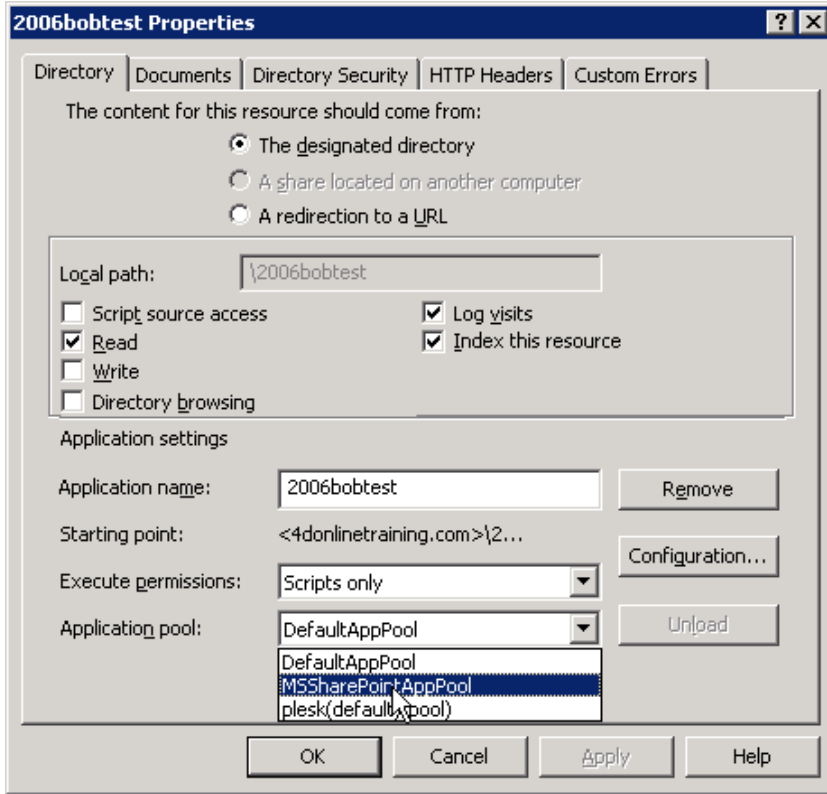 2006bobtest Properties
Directory Documents Directory Security HTTP Headers Custom Errors
The content for this resource should come from:
The designated directory
A share located on another computer
A redirection to a URL
Local path: \2006bobtest
Script source access Log visits
Read Index this resource
Write
Directory browsing
Application settings
Application name: 2006bobtest Remove
Starting point: <4donlinetraining.com>\2...
Configuration...
Execute permissions: Scripts only
Application pool: DefaultAppPool Unload
DefaultAppPool
MSSharePointAppPool
plesk(default)(pool)
OK Cancel Apply Help